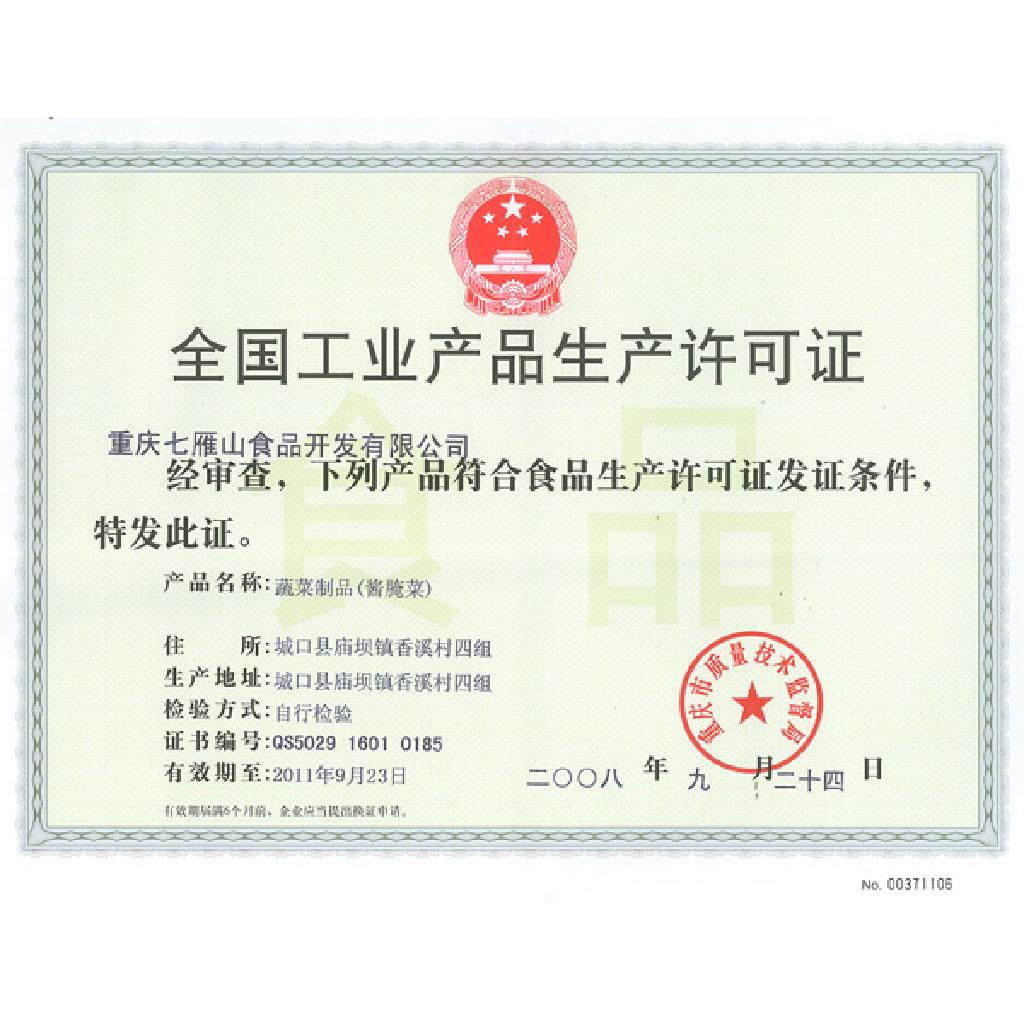 全国工业产品生产许可证
重庆七雁山食品开发有限公司
经审查，下列产品符合食品生产许可证发证条件，
特发此证。
食品
产品名称：蔬菜制品(酱腌菜)
住 所：城口县庙坝镇香溪村四组
生产地址：城口县庙坝镇香溪村四组
检验方式：自行检验
证书编号：QS5029 1601 0185
有效期至：2011年9月23日
重庆市质量技术监督局
二〇〇八 年 九 月 二十四 日
有效期届满6个月前，企业应当提出换证申请。
No. 00371106